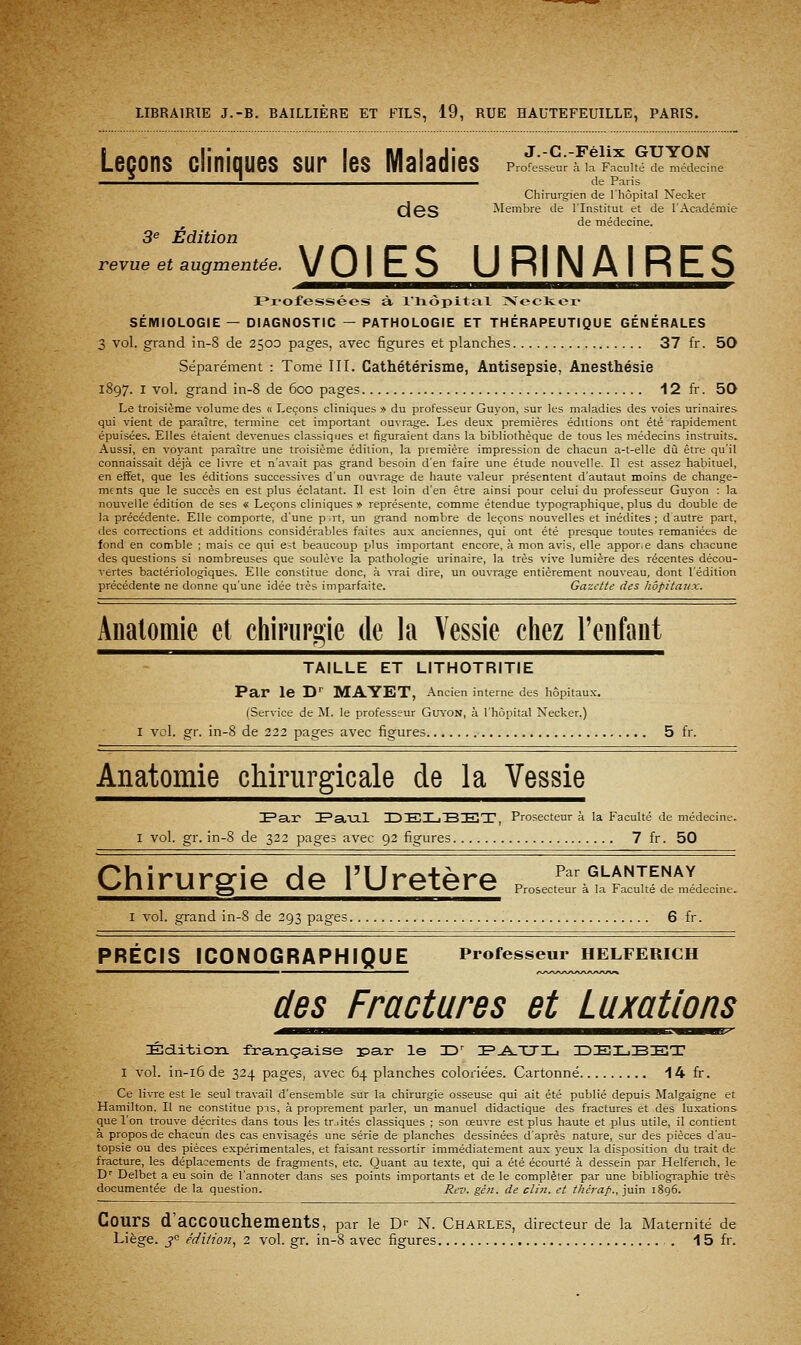 LIBRAIRIE J.-B. BAILLIÈRE ET FILS, 19, RUE HAUTEFEUILLE, PARIS.
Leçons cliniques sur les Maladies
J.-C.-Félix GUYON
Professeur à la Faculté de médecine
de Paris
Chirurgien de l'hôpital Necker
Membre de l'Institut et de l'Académie
de médecine.
des
3e Édition
revue et augmentée.
VOIES URINAIRES
Professées à l'hôpital Necker
SÉMIOLOGIE — DIAGNOSTIC — PATHOLOGIE ET THÉRAPEUTIQUE GÉNÉRALES
3 vol. grand in-8 de 2500 pages, avec figures et planches.................. 37 fr. 50
Séparément : Tome III. Cathétérisme, Antisepsie, Anesthésie
1897. 1 vol. grand in-8 de 600 pages.................................... 12 fr. 50
Le troisième volume des « Leçons cliniques » du professeur Guyon, sur les maladies des voies urinaires
qui vient de paraître, termine cet important ouvrage. Les deux premières éditions ont été rapidement
épuisées. Elles étaient devenues classiques et figuraient dans la bibliothèque de tous les médecins instruits.
Aussi, en voyant paraître une troisième édition, la première impression de chacun a-t-elle dû être qu'il
connaissait déjà ce livre et n'avait pas grand besoin d'en faire une étude nouvelle. Il est assez habituel,
en effet, que les éditions successives d'un ouvrage de haute valeur présentent d'autaut moins de change-
ments que le succès en est plus éclatant. Il est loin d'en être ainsi pour celui du professeur Guyon : la
nouvelle édition de ses « Leçons cliniques » représente, comme étendue typographique, plus du double de
la précédente. Elle comporte, d'une part, un grand nombre de leçons nouvelles et inédites ; d'autre part,
des corrections et additions considérables faites aux anciennes, qui ont été presque toutes remaniées de
fond en comble ; mais ce qui est beaucoup plus important encore, à mon avis, elle apporte dans chacune
des questions si nombreuses que soulève la pathologie urinaire, la très vive lumière des récentes décou-
vertes bactériologiques. Elle constitue donc, à vrai dire, un ouvrage entièrement nouveau, dont l'édition
précédente ne donne qu'une idée très imparfaite. Gazette des hôpitaux.
Anatomie et chirurgie de la Vessie chez l'enfant
TAILLE ET LITHOTRITIE
Par le Dr MAYET, Ancien interne des hôpitaux.
(Service de M. le professeur Guyon, à l'hôpital Necker.)
1 vol. gr. in-8 de 222 pages avec figures............................ 5 fr.
Anatomie chirurgicale de la Vessie
Par Paul DELBET, Prosecteur à la Faculté de médecine.
1 vol. gr. in-8 de 322 pages avec 92 figures........................ 7 fr. 50
Chirurgie de l'Uretère
Par GLANTENAY
Prosecteur à la Faculté de médecine.
1 vol. grand in-8 de 293 pages.................................. 6 fr.
PRÉCIS ICONOGRAPHIQUE Professeur HELFERICH
des Fractures et Luxations
Édition française par le Dr PAUL DELBET
1 vol. in-16 de 324 pages, avec 64 planches coloriées. Cartonné......... 14 fr.
Ce livre est le seul travail d'ensemble sur la chirurgie osseuse qui ait été publié depuis Malgaigne et
Hamilton. Il ne constitue pas, à proprement parler, un manuel didactique des fractures et des luxations
que l'on trouve décrites dans tous les traités classiques ; son œuvre est plus haute et plus utile, il contient
à propos de chacun des cas envisagés une série de planches dessinées d'après nature, sur des pièces d'au-
topsie ou des pièces expérimentales, et faisant ressortir immédiatement aux yeux la disposition du trait de
fracture, les déplacements de fragments, etc. Quant au texte, qui a été écourté à dessein par Helferich, le
Dr Delbet a eu soin de l'annoter dans ses points importants et de le compléter par une bibliographie très
documentée de la question. Rev. gén. de clin. et thérap., juin 1896.
Cours d'accouchements, par le Dr N. CHARLES, directeur de la Maternité de
Liège. 3e édition, 2 vol. gr. in-8 avec figures............................ 15 fr.